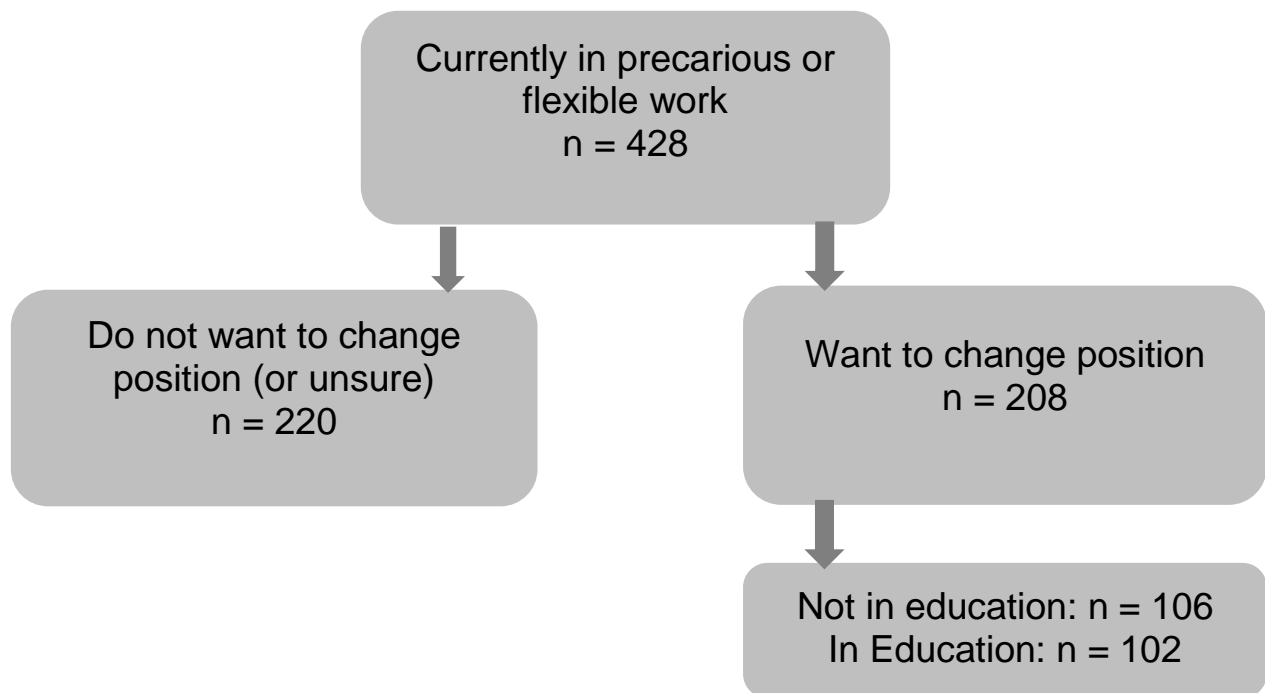 Currently in precarious or
flexible work
n = 428
Do not want to change
position (or unsure)
n = 220
Want to change position
n = 208
Not in education: n = 106
In Education: n = 102